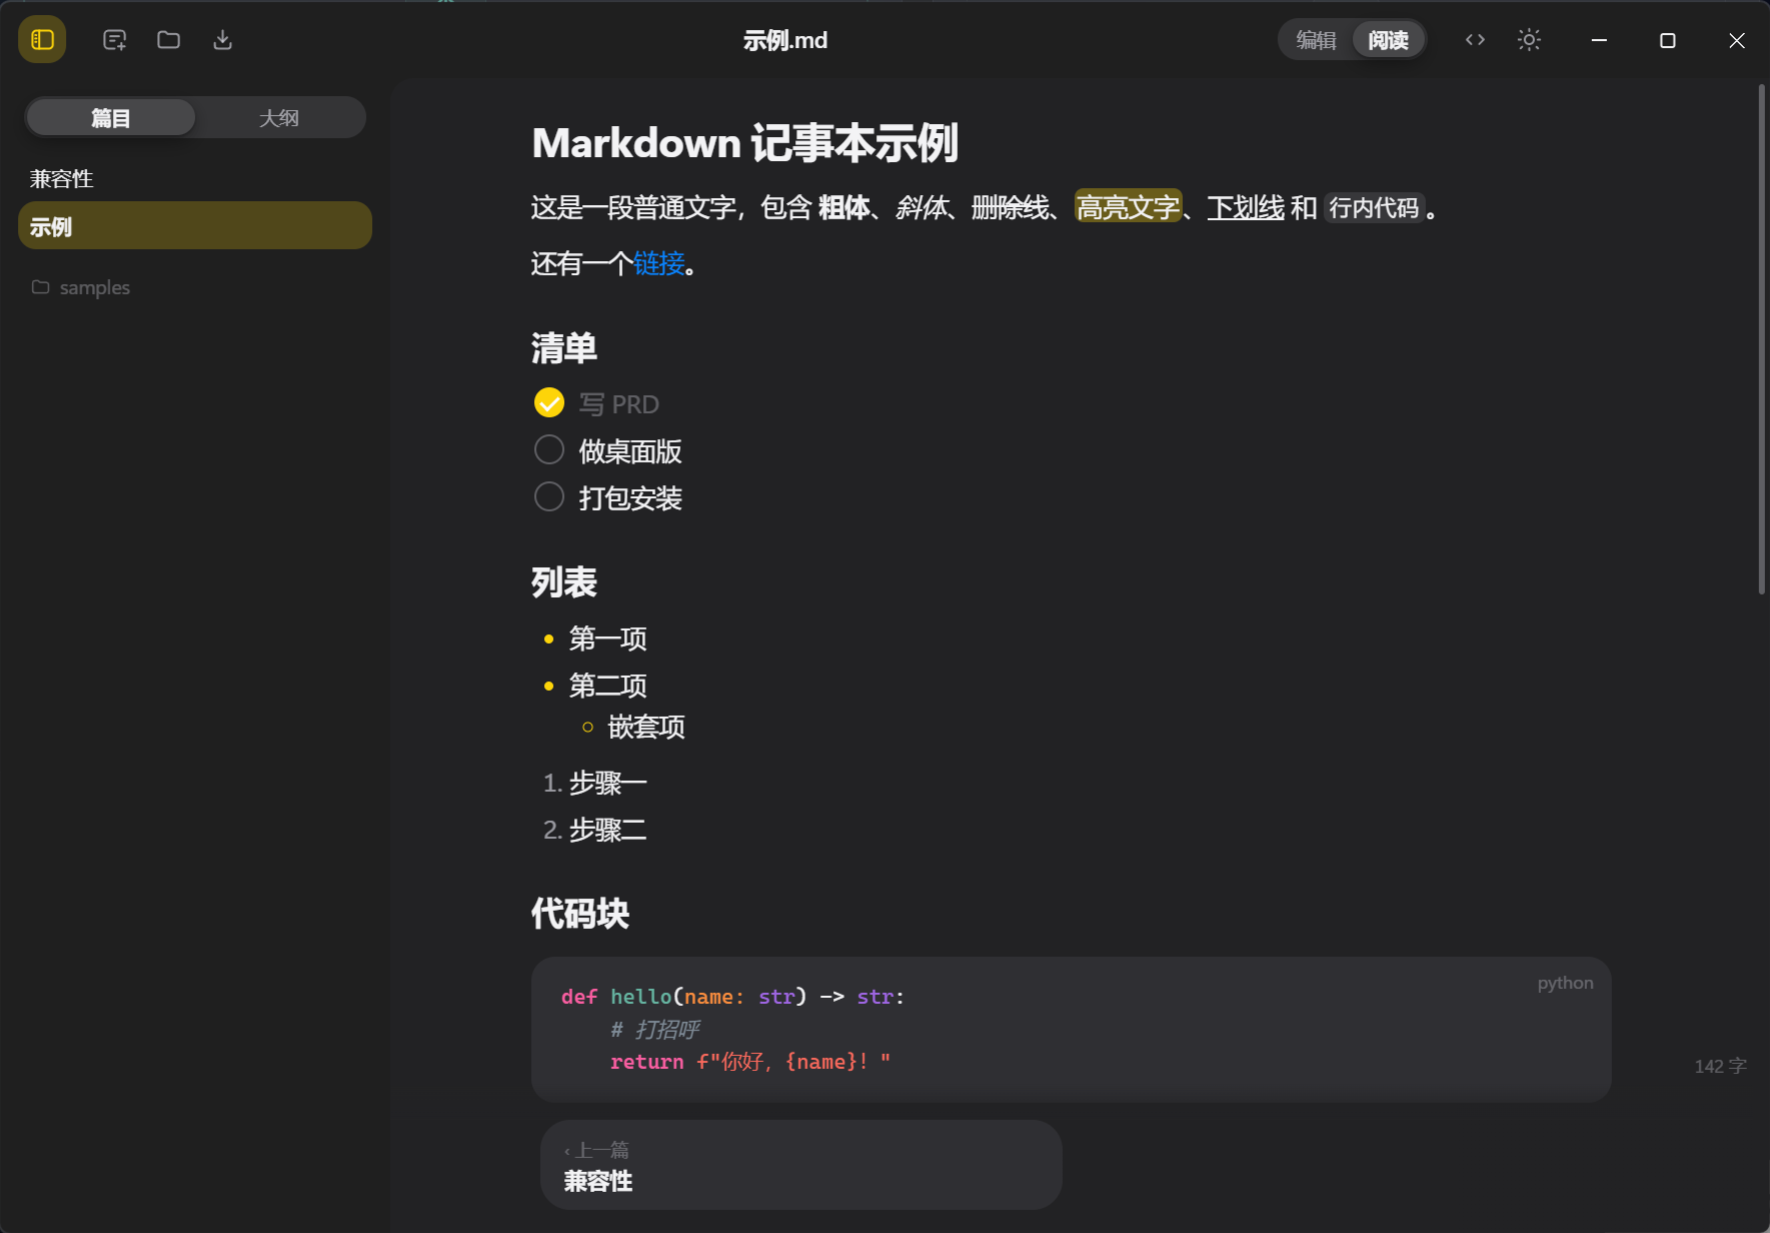 示例.md
编辑 阅读
篇目 大纲
兼容性
示例
samples
Markdown 记事本示例
这是一段普通文字，包含 粗体、斜体、删除线、高亮文字、下划线 和 行内代码。
还有一个链接。
清单
写 PRD
做桌面版
打包安装
列表
• 第一项
• 第二项
◦ 嵌套项
1. 步骤一
2. 步骤二
代码块
python
def hello(name: str) -> str:
    # 打招呼
    return f"你好，{name}！"
142 字
‹ 上一篇
兼容性